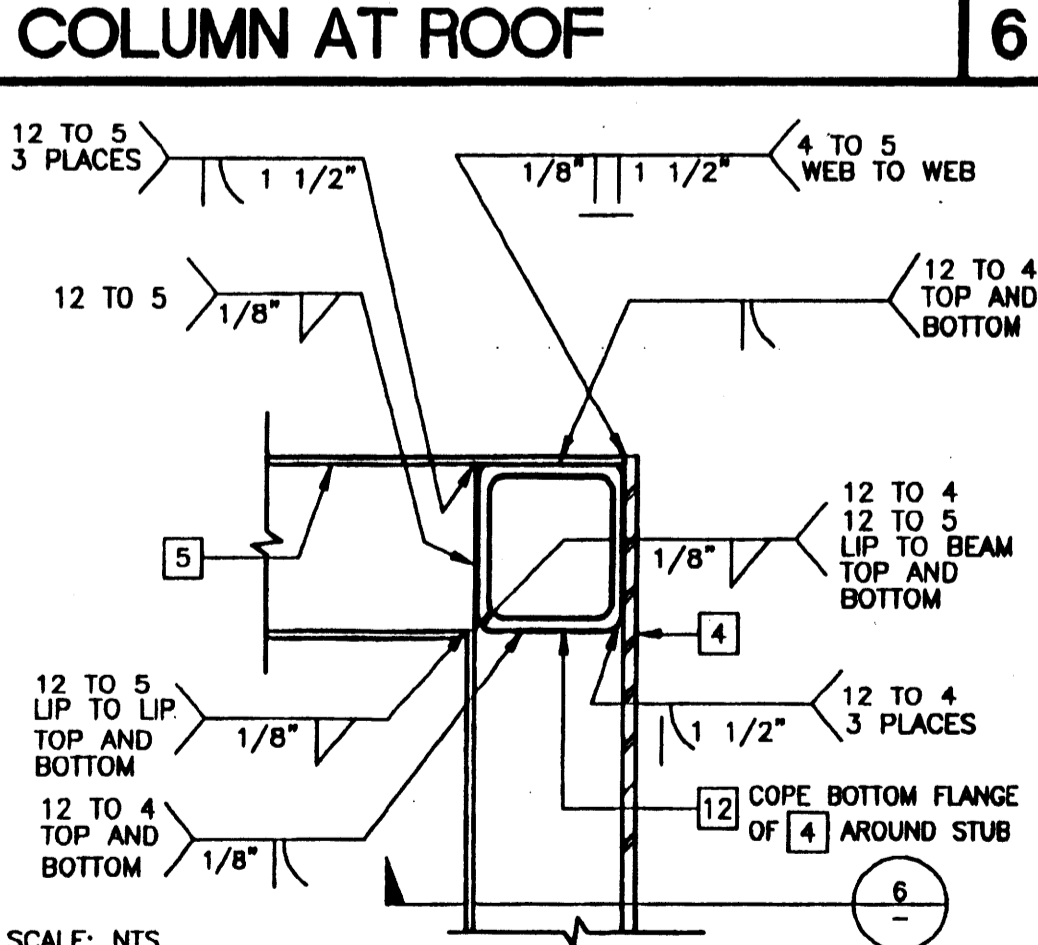 COLUMN AT ROOF
6
12 TO 5
3 PLACES
1 1/2"
1/8"
1 1/2"
4 TO 5
WEB TO WEB
12 TO 5
1/8"
12 TO 4
TOP AND
BOTTOM
5
1/8"
12 TO 4
12 TO 5
LIP TO BEAM
TOP AND
BOTTOM
4
12 TO 5
LIP TO LIP
TOP AND
BOTTOM
1/8"
1 1/2"
12 TO 4
3 PLACES
12 TO 4
TOP AND
BOTTOM
1/8"
12 COPE BOTTOM FLANGE
OF 4 AROUND STUB
6
-
SCALE: NTS